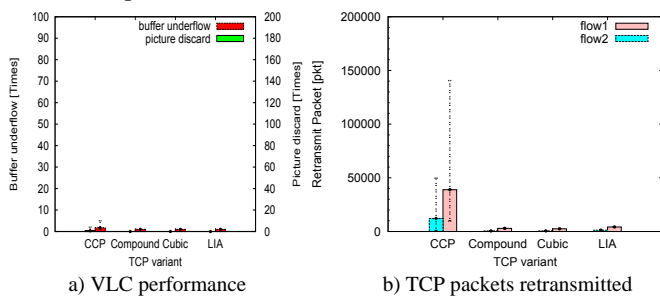 buffer underflow
picture discard
Buffer underflow [Times]
100
90
80
70
60
50
40
30
20
10
0
200
180
160
140
120
100
80
60
40
20
0
Picture discard [Times]
CCP Compound Cubic LIA
TCP variant
a) VLC performance
flow1
flow2
Retransmit Packet [pkt]
200000
150000
100000
50000
0
CCP Compound Cubic LIA
TCP variant
b) TCP packets retransmitted